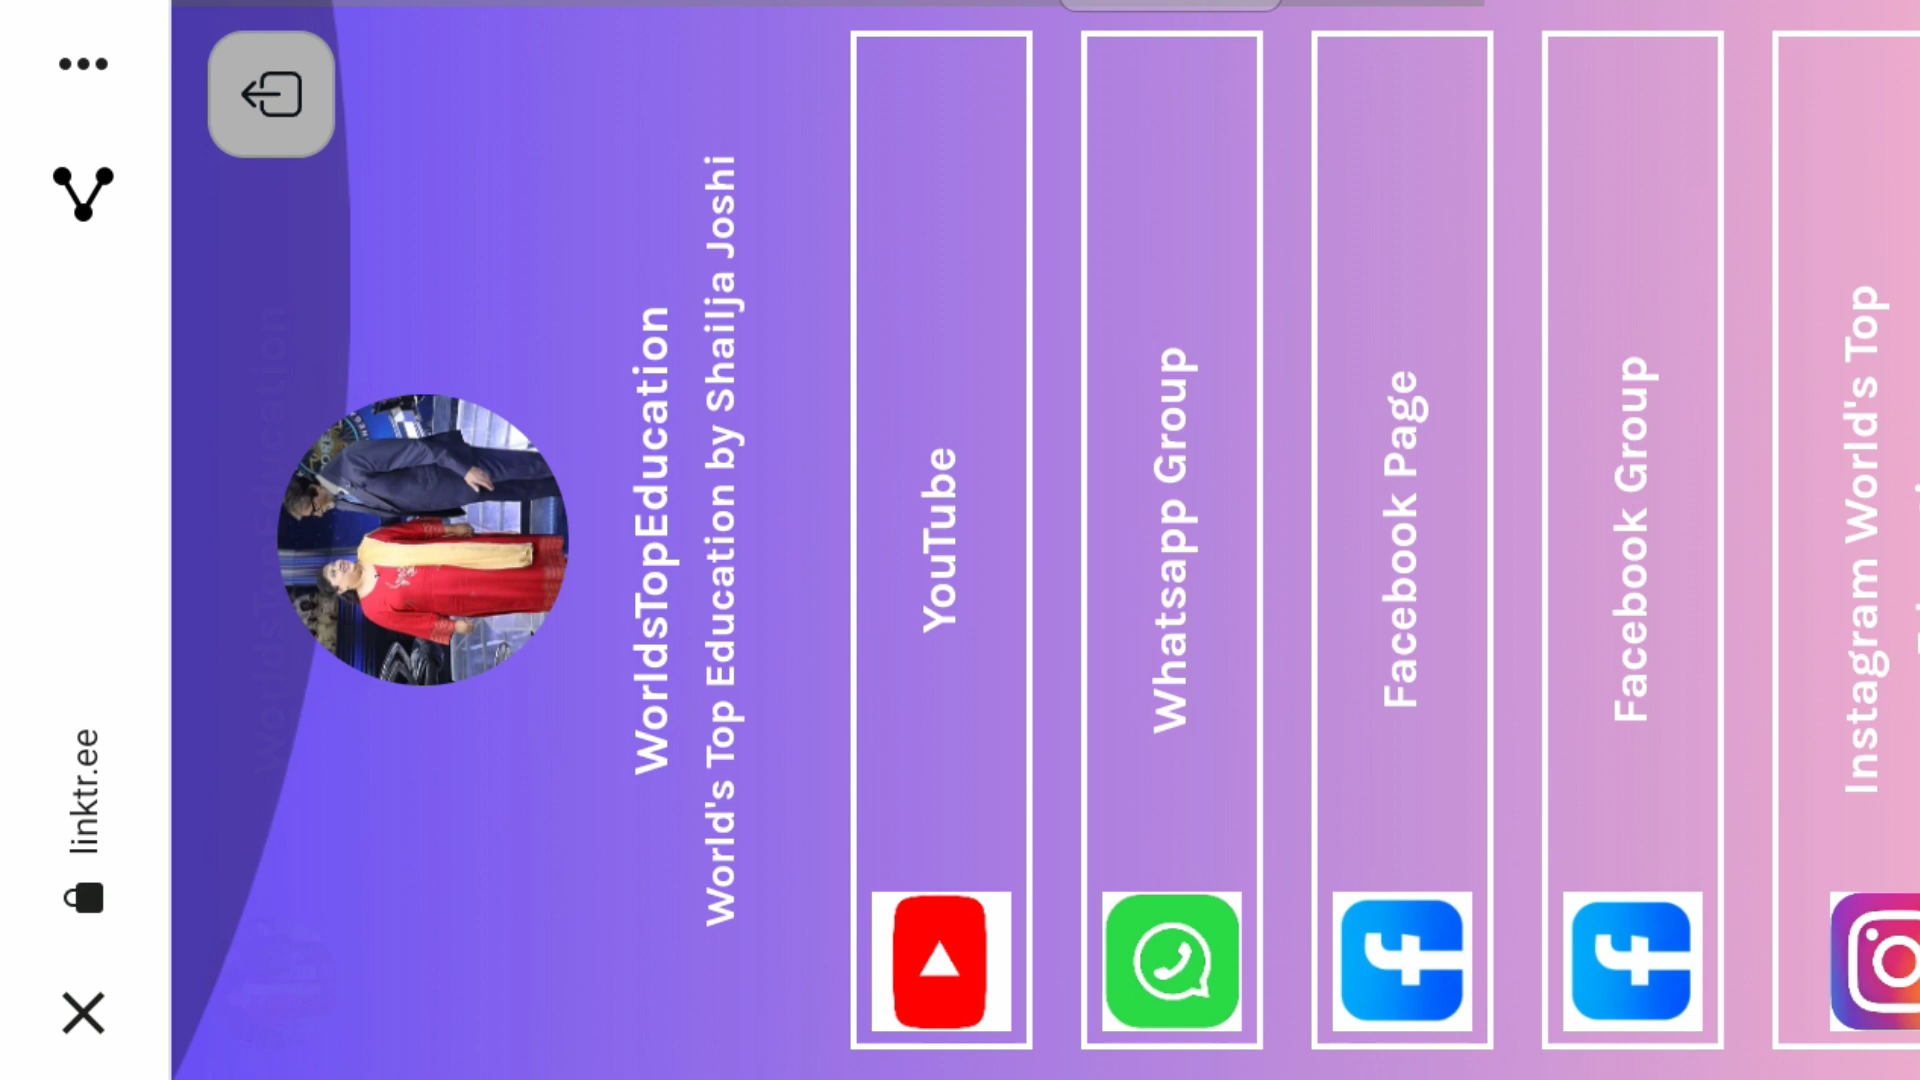 linktr.ee
WorldsTopEducation
WorldsTopEducation
World's Top Education by Shailja Joshi
YouTube
Whatsapp Group
Facebook Page
Facebook Group
Instagram World's Top